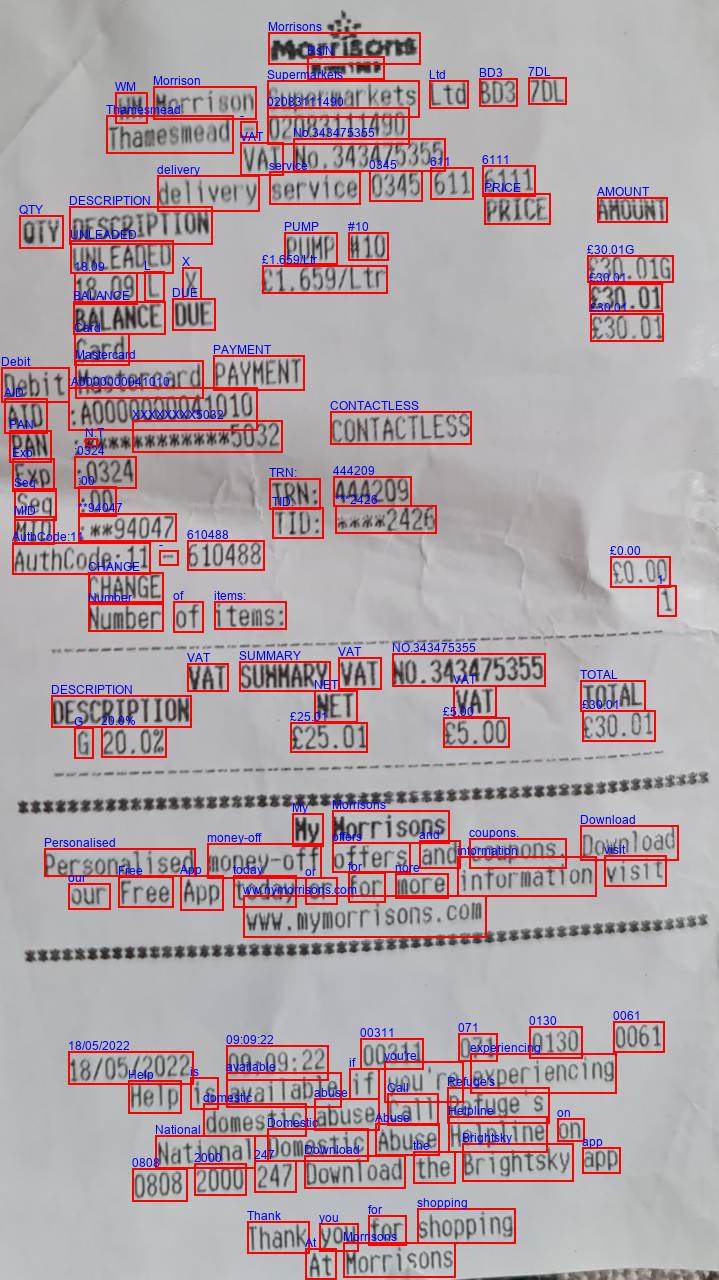 Morrisons
WM Morrison Supermarkets Ltd BD3 7DL
Thamesmead - 02083111490
VAT No.343475355
delivery service 0345 611 6111
QTY DESCRIPTION PRICE AMOUNT
UNLEADED PUMP #10
18.09 L X £1.659/Ltr £30.01G
BALANCE DUE £30.01
Card £30.01
Debit Mastercard PAYMENT
AID :A0000000041010
PAN :************5032 CONTACTLESS
Exp :0324
Seq :00 TRN: 444209
MID :**94047 TID: ****2426
AuthCode:11 - 610488
CHANGE £0.00
Number of items: 1
VAT SUMMARY VAT NO.343475355
DESCRIPTION NET VAT TOTAL
G 20.0% £25.01 £5.00 £30.01
My Morrisons
Personalised money-off offers and coupons. Download
our Free App today or for more information visit
www.mymorrisons.com
18/05/2022 09:09:22 00311 071 0130 0061
Help is available if you're experiencing
domestic abuse Call Refuge's
National Domestic Abuse Helpline on
0808 2000 247 Download the Brightsky app
Thank you for shopping
At Morrisons